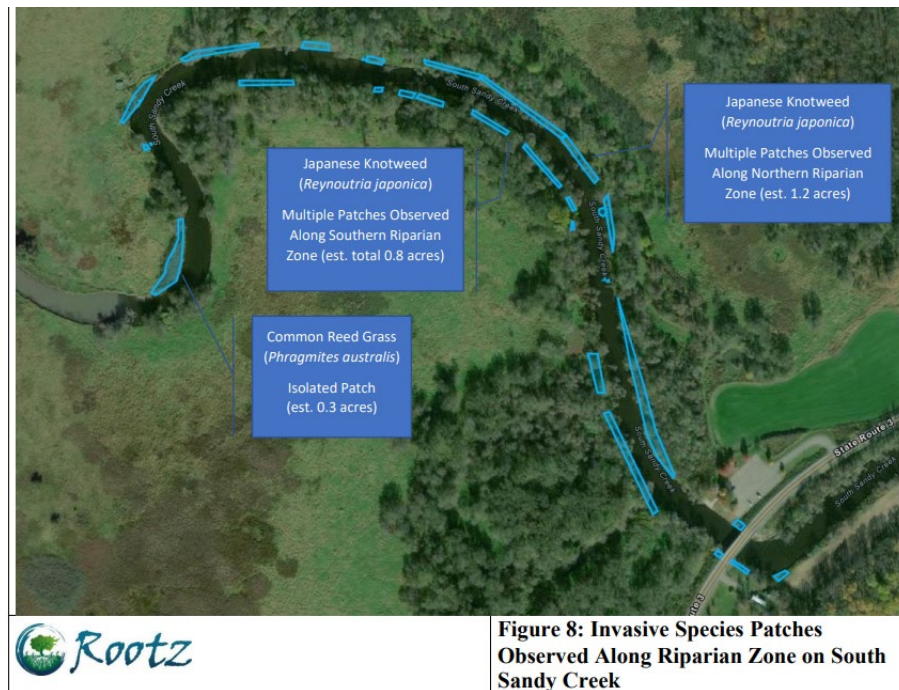 South Sandy Creek
South Sandy Creek
Japanese Knotweed
(Reynoutria japonica)
Multiple Patches Observed
Along Northern Riparian
Zone (est. 1.2 acres)
Japanese Knotweed
(Reynoutria japonica)
Multiple Patches Observed
Along Southern Riparian
Zone (est. total 0.8 acres)
South Sandy Creek
Common Reed Grass
(Phragmites australis)
Isolated Patch
(est. 0.3 acres)
South Sandy Creek
State Route 3
South Sandy Creek
Rootz
Figure 8: Invasive Species Patches
Observed Along Riparian Zone on South
Sandy Creek